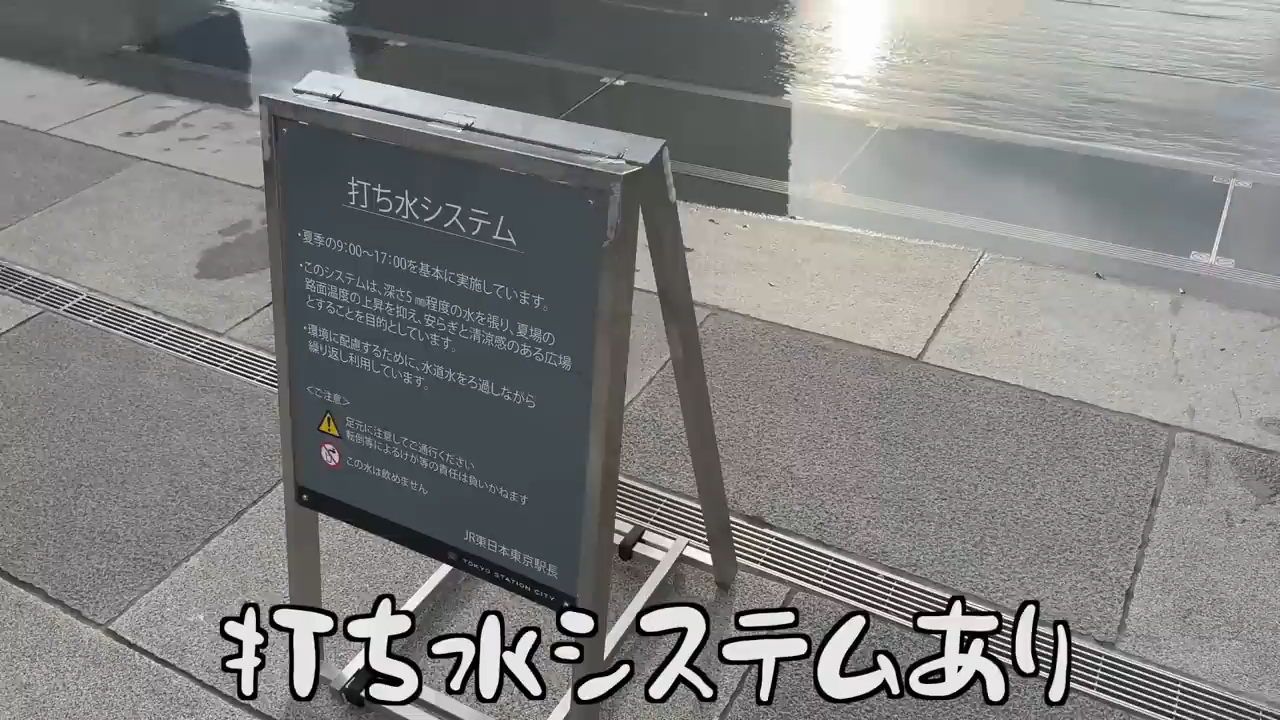 打ち水システム
・夏季の9：00～17：00を基本に実施しています。
・このシステムは、深さ5㎜程度の水を張り、夏場の
路面温度の上昇を抑え、安らぎと清涼感のある広場
とすることを目的としています。
・環境に配慮するために、水道水をろ過しながら
繰り返し利用しています。
＜ご注意＞
足元に注意してご通行ください
転倒等によるけが等の責任は負いかねます
この水は飲めません
JR東日本東京駅長
TOKYO STATION CITY
打ち水システムあり